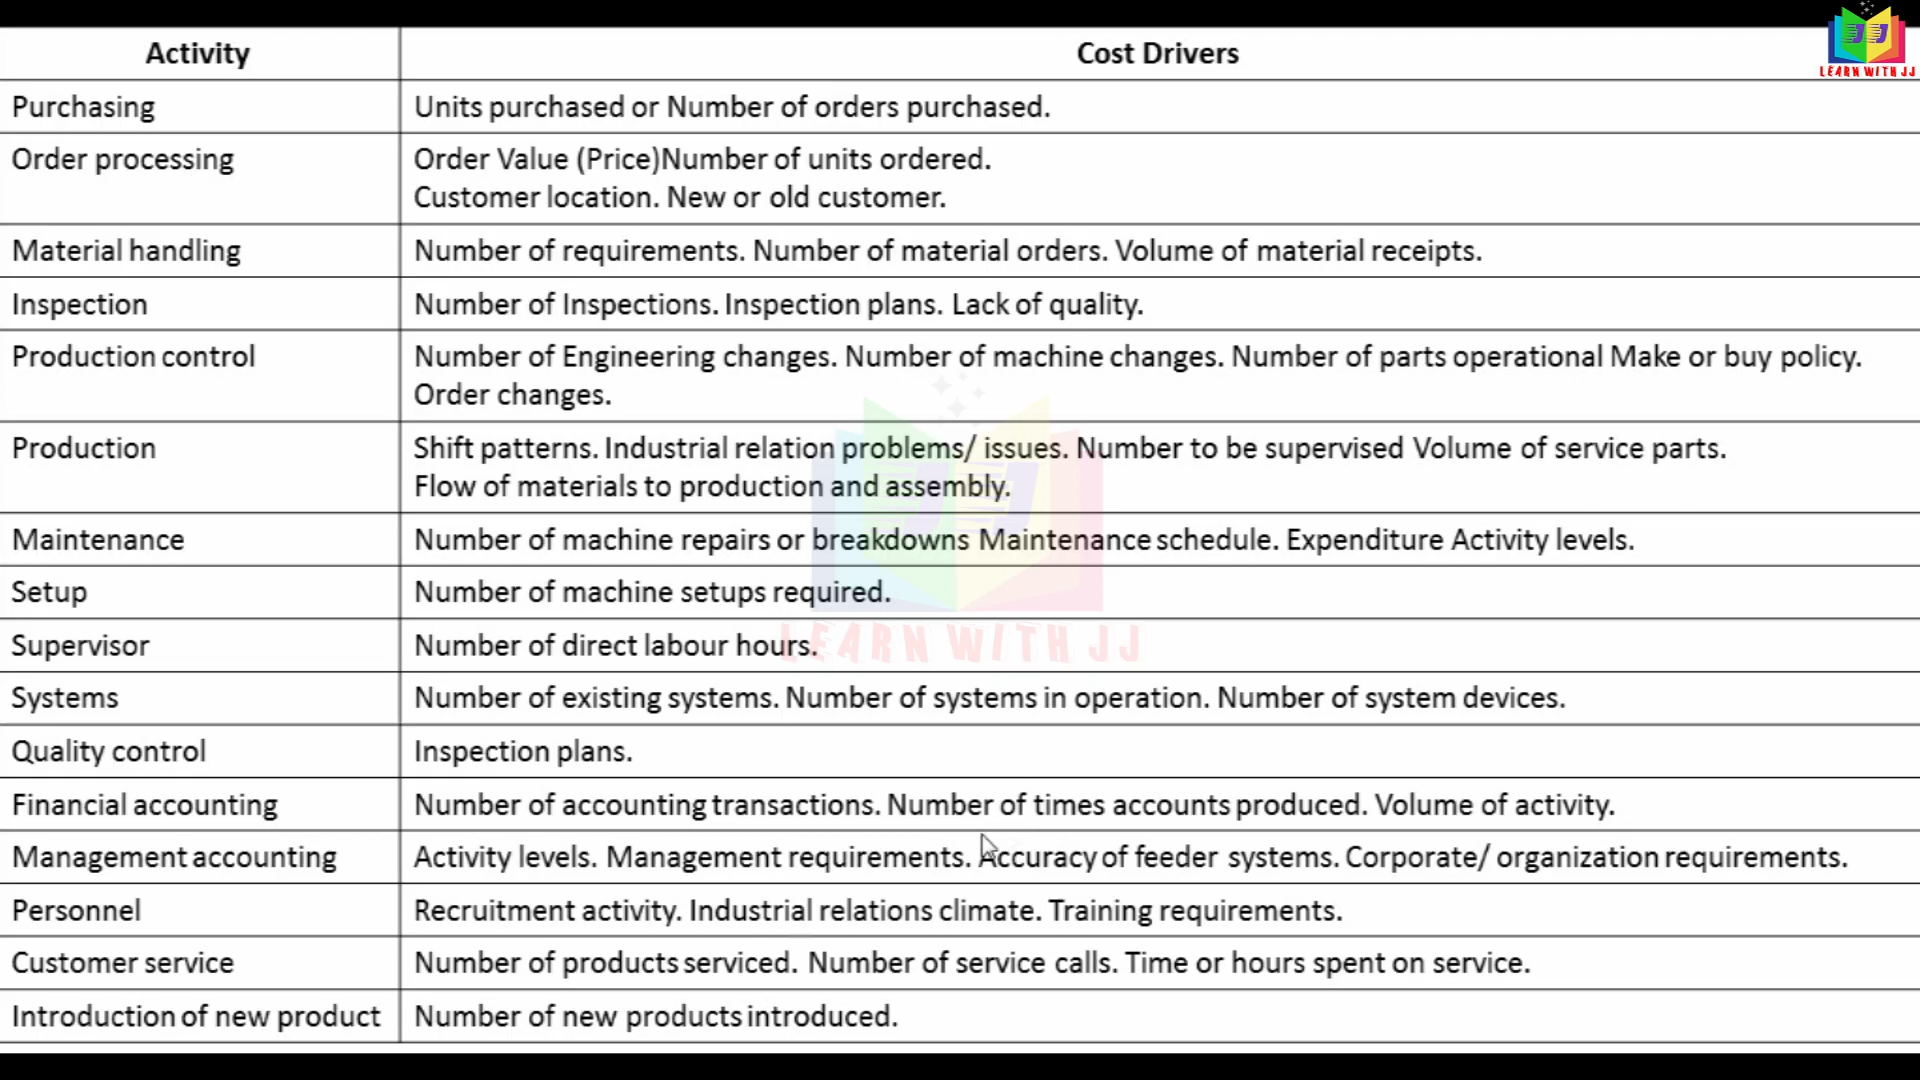 LEARN WITH JJ
Activity Cost Drivers
Purchasing Units purchased or Number of orders purchased.
Order processing Order Value (Price)Number of units ordered.
Customer location. New or old customer.
Material handling Number of requirements. Number of material orders. Volume of material receipts.
Inspection Number of Inspections. Inspection plans. Lack of quality.
Production control Number of Engineering changes. Number of machine changes. Number of parts operational Make or buy policy.
Order changes.
Production Shift patterns. Industrial relation problems/ issues. Number to be supervised Volume of service parts.
Flow of materials to production and assembly.
Maintenance Number of machine repairs or breakdowns Maintenance schedule. Expenditure Activity levels.
Setup Number of machine setups required.
Supervisor Number of direct labour hours.
LEARN WITH JJ
Systems Number of existing systems. Number of systems in operation. Number of system devices.
Quality control Inspection plans.
Financial accounting Number of accounting transactions. Number of times accounts produced. Volume of activity.
Management accounting Activity levels. Management requirements. Accuracy of feeder systems. Corporate/ organization requirements.
Personnel Recruitment activity. Industrial relations climate. Training requirements.
Customer service Number of products serviced. Number of service calls. Time or hours spent on service.
Introduction of new product Number of new products introduced.